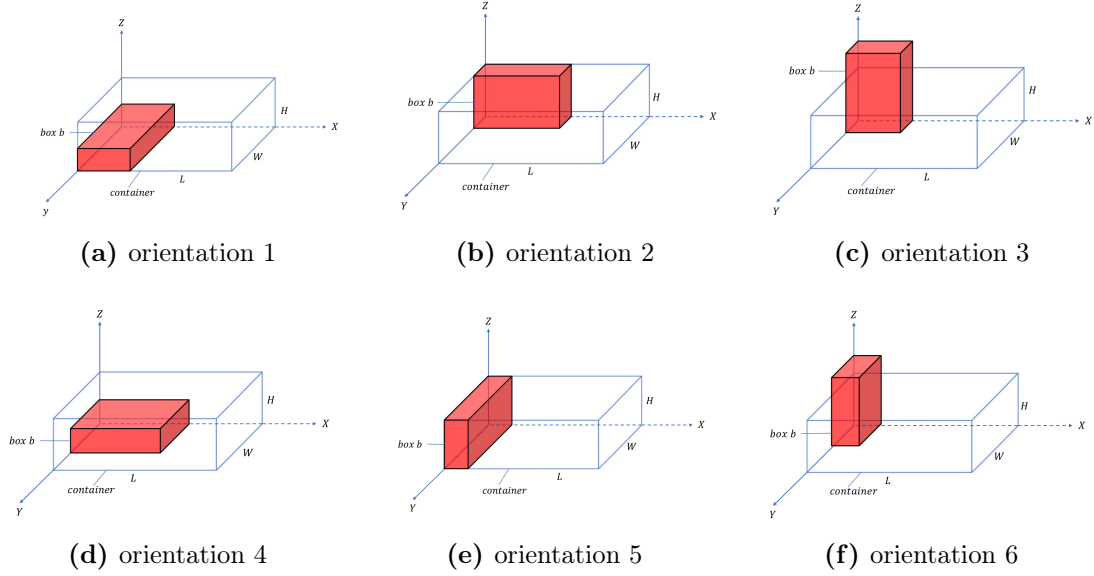 Z
box b
H
X
W
L
container
y
(a) orientation 1
Z
box b
H
X
W
L
container
Y
(b) orientation 2
Z
box b
H
X
W
L
container
Y
(c) orientation 3
Z
H
X
box b
W
L
container
Y
(d) orientation 4
Z
H
X
box b
W
L
container
Y
(e) orientation 5
Z
H
X
box b
W
L
container
Y
(f) orientation 6